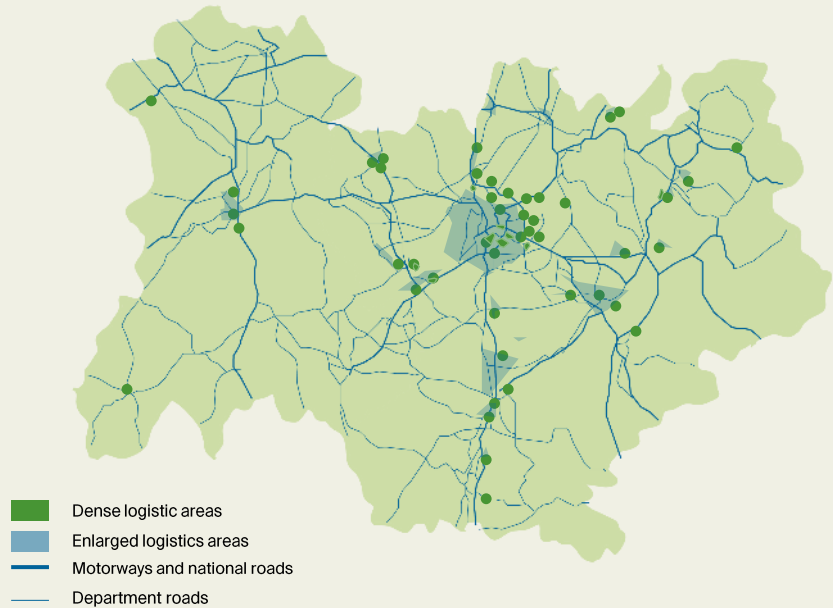 Dense logistic areas
Enlarged logistics areas
Motorways and national roads
Department roads